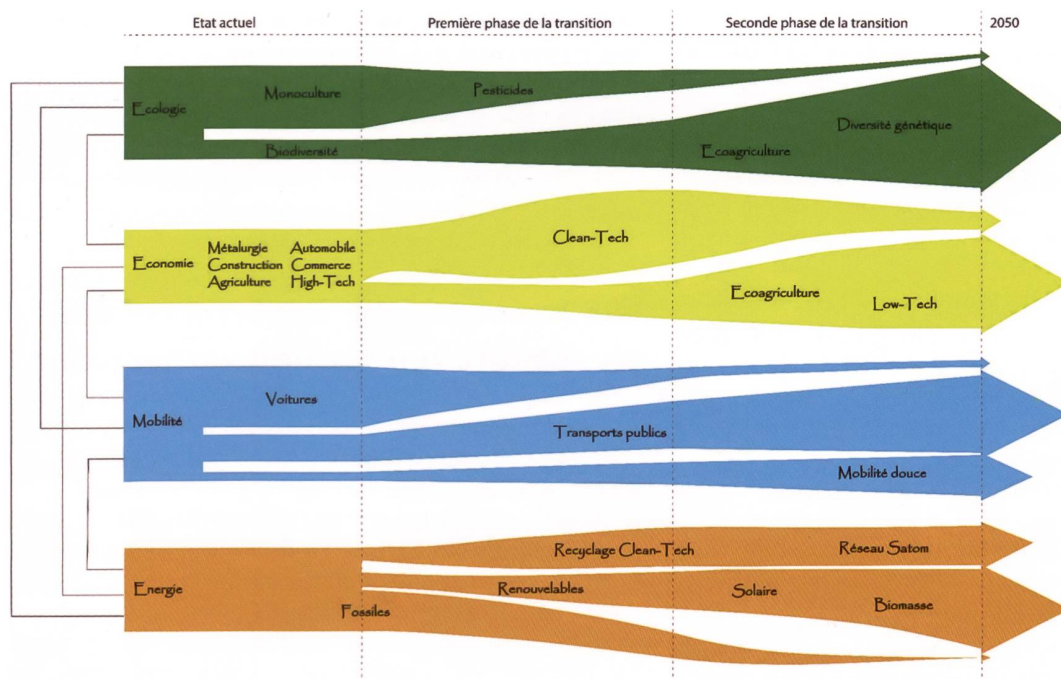 Etat actuel
Première phase de la transition
Seconde phase de la transition
2050
Ecologie
Monoculture
Pesticides
Biodiversité
Ecoagriculture
Diversité génétique
Economie
Métalurgie Automobile
Construction Commerce
Agriculture High-Tech
Clean-Tech
Ecoagriculture
Low-Tech
Mobilité
Voitures
Transports publics
Mobilité douce
Energie
Recyclage Clean-Tech
Réseau Satom
Renouvelables
Solaire
Biomasse
Fossiles